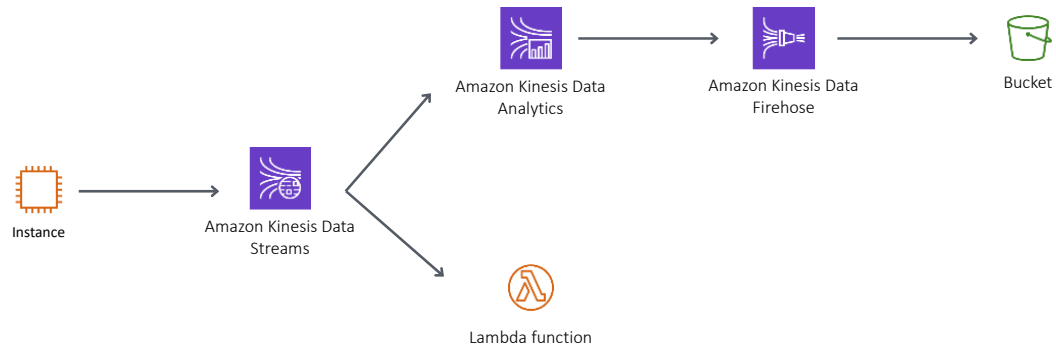 Amazon Kinesis Data
Analytics
Amazon Kinesis Data
Firehose
Bucket
Instance
Amazon Kinesis Data
Streams
Lambda function